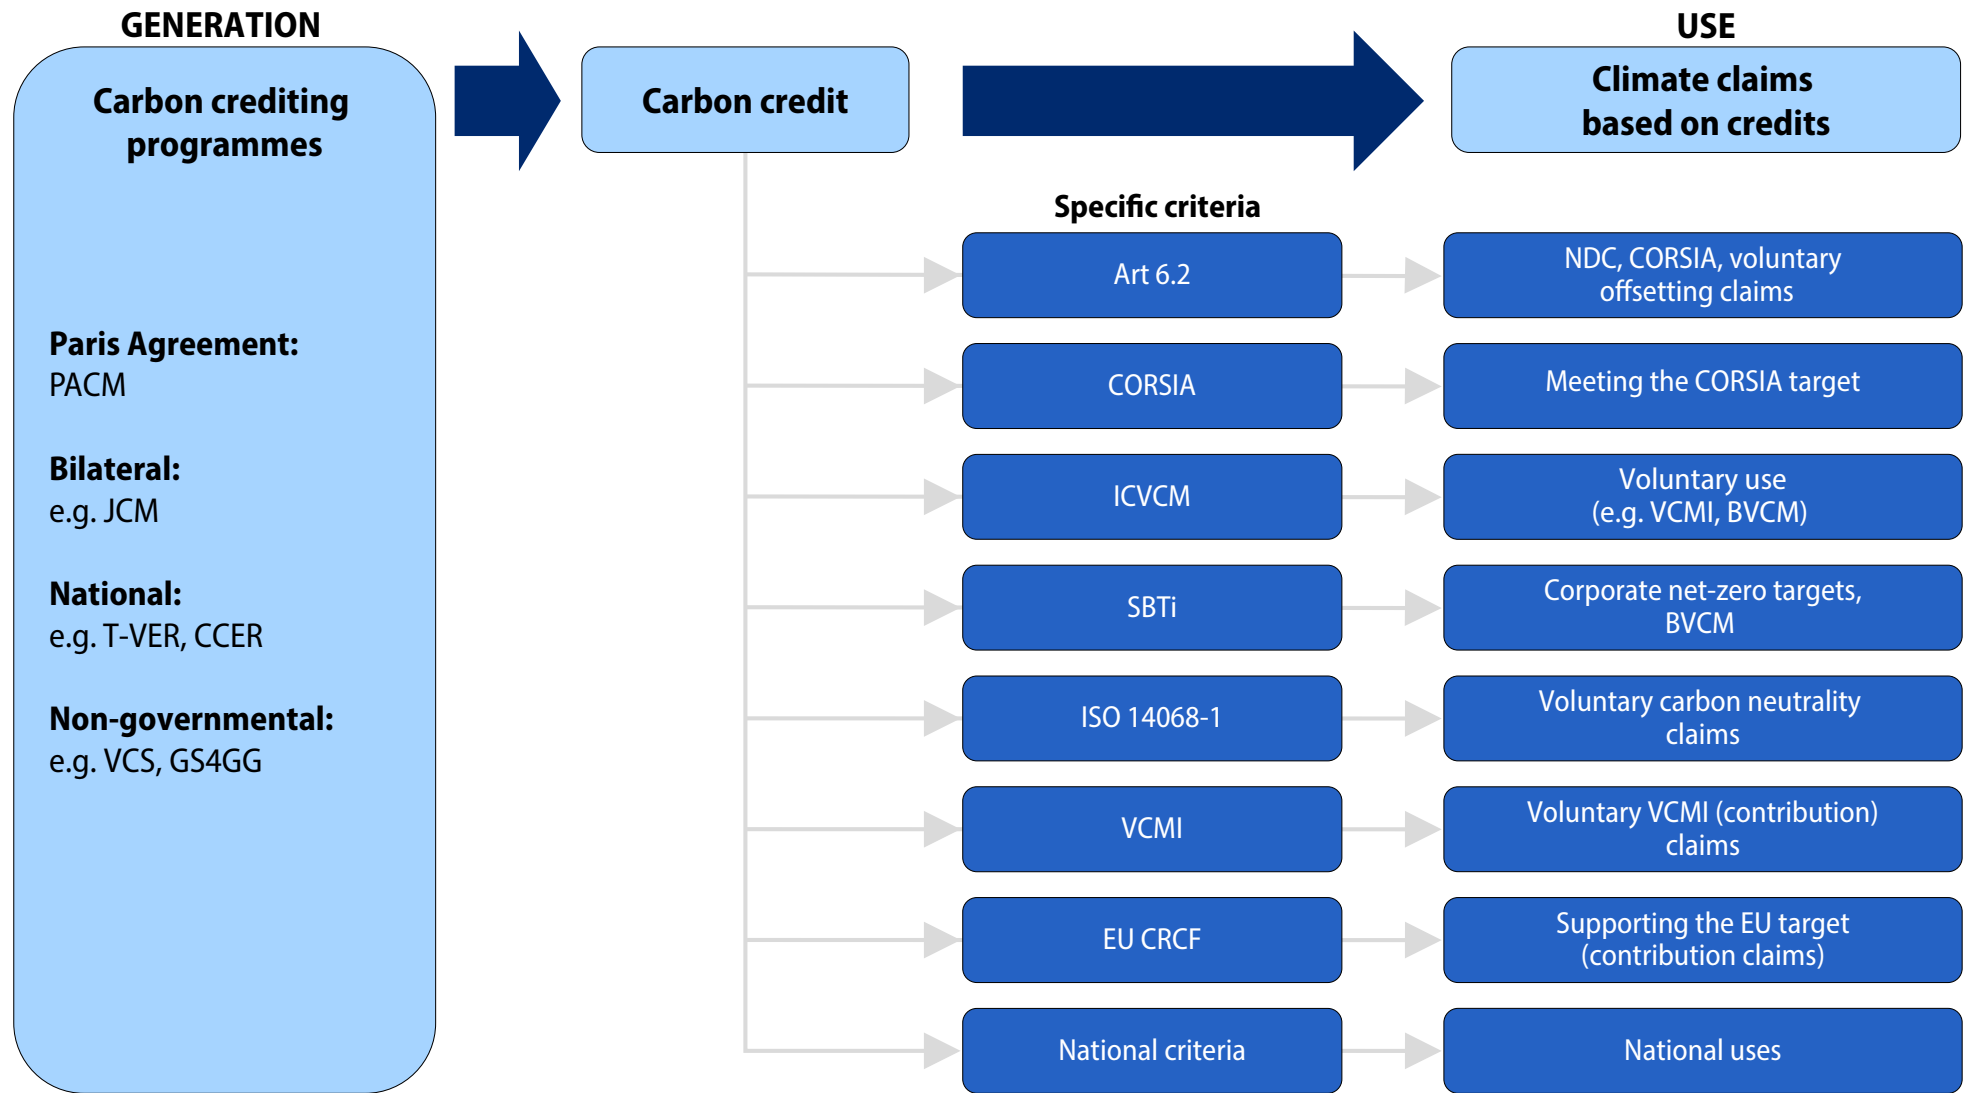 GENERATION
Carbon crediting
programmes
Paris Agreement:
PACM
Bilateral:
e.g. JCM
National:
e.g. T-VER, CCER
Non-governmental:
e.g. VCS, GS4GG
Carbon credit
USE
Climate claims
based on credits
Specific criteria
Art 6.2
NDC, CORSIA, voluntary
offsetting claims
CORSIA
Meeting the CORSIA target
ICVCM
Voluntary use
(e.g. VCMI, BVCM)
SBTi
Corporate net-zero targets,
BVCM
ISO 14068-1
Voluntary carbon neutrality
claims
VCMI
Voluntary VCMI (contribution)
claims
EU CRCF
Supporting the EU target
(contribution claims)
National criteria
National uses